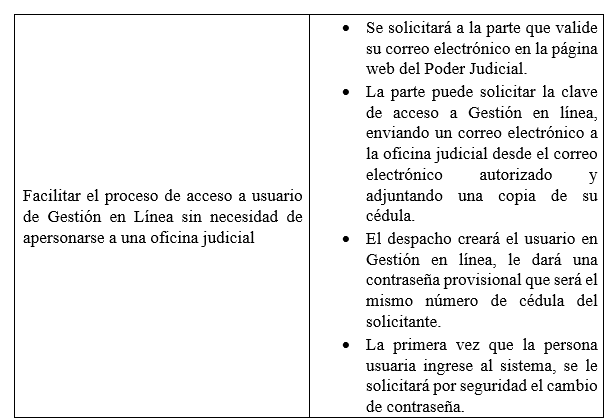 Facilitar el proceso de acceso a usuario
de Gestión en Línea sin necesidad de
apersonarse a una oficina judicial
• Se solicitará a la parte que valide
su correo electrónico en la página
web del Poder Judicial.
• La parte puede solicitar la clave
de acceso a Gestión en línea,
enviando un correo electrónico a
la oficina judicial desde el correo
electrónico autorizado y
adjuntando una copia de su
cédula.
• El despacho creará el usuario en
Gestión en línea, le dará una
contraseña provisional que será el
mismo número de cédula del
solicitante.
• La primera vez que la persona
usuaria ingrese al sistema, se le
solicitará por seguridad el cambio
de contraseña.